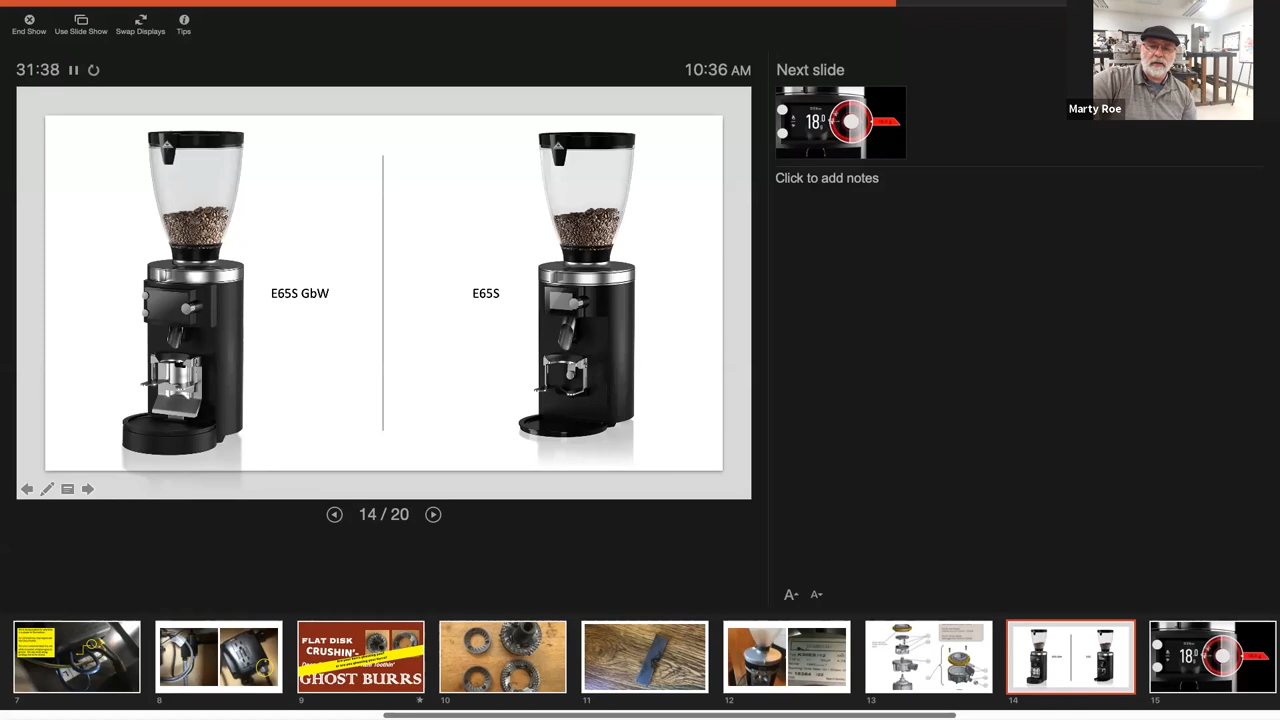 End Show
Use Slide Show
Swap Displays
Tips
31:38
10:36 AM
Next slide
18.0
Marty Roe
Click to add notes
E65S GbW
E65S
14 / 20
A
A
FLAT DISK
CRUSHIN'-
GHOST BURRS
18.0
7
8
9
10
11
12
13
14
15